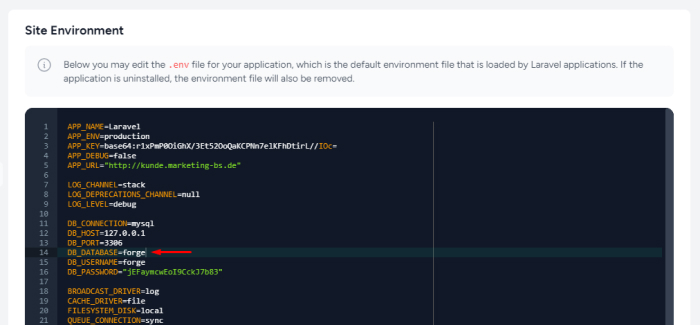 Site Environment
Below you may edit the .env file for your application, which is the default environment file that is loaded by Laravel applications. If the
application is uninstalled, the environment file will also be removed.
1 APP_NAME=Laravel
2 APP_ENV=production
3 APP_KEY=base64:r1xPmP0OiGhX/3Et52OoQaKCPNn7elKFhDtirL//IOc=
4 APP_DEBUG=false
5 APP_URL="http://kunde.marketing-bs.de"
6
7 LOG_CHANNEL=stack
8 LOG_DEPRECATIONS_CHANNEL=null
9 LOG_LEVEL=debug
10
11 DB_CONNECTION=mysql
12 DB_HOST=127.0.0.1
13 DB_PORT=3306
14 DB_DATABASE=forge
15 DB_USERNAME=forge
16 DB_PASSWORD="jEFaymcwEoI9CckJ7b83"
17
18 BROADCAST_DRIVER=log
19 CACHE_DRIVER=file
20 FILESYSTEM_DISK=local
21 QUEUE_CONNECTION=sync